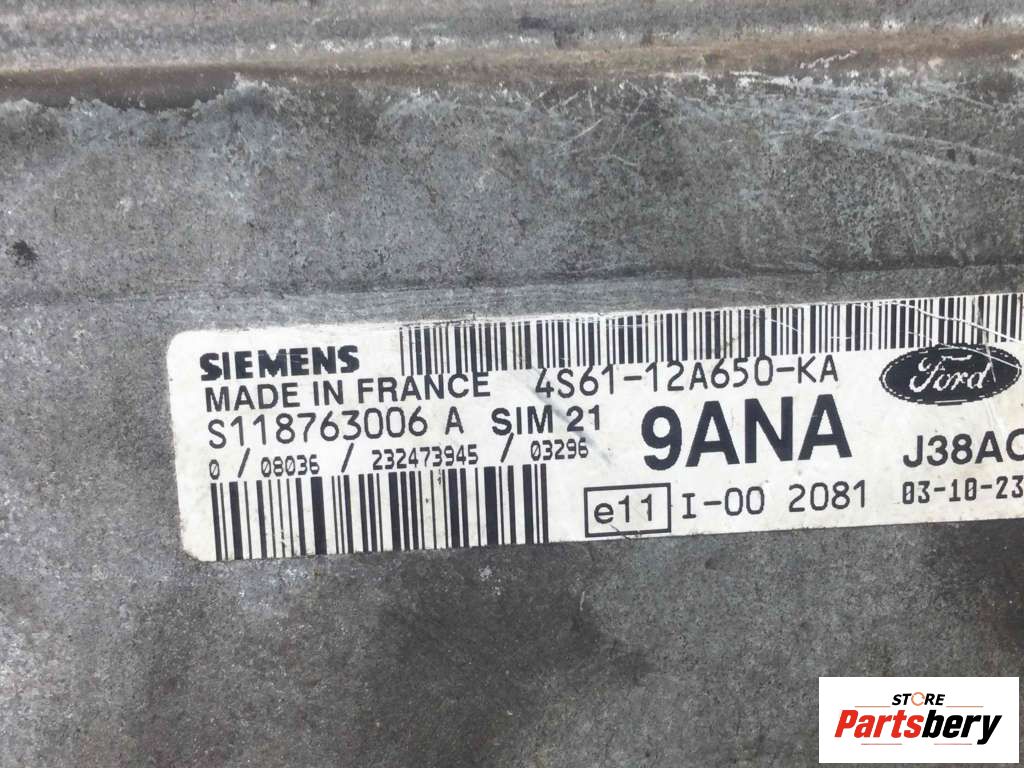 SIEMENS
MADE IN FRANCE 4S61-12A650-KA
Ford
S118763006 A SIM 21
9ANA
J38AC
0 / 08036 / 232473945 / 03296
e11 I-00 2081
03-10-23
STORE
Partsbery